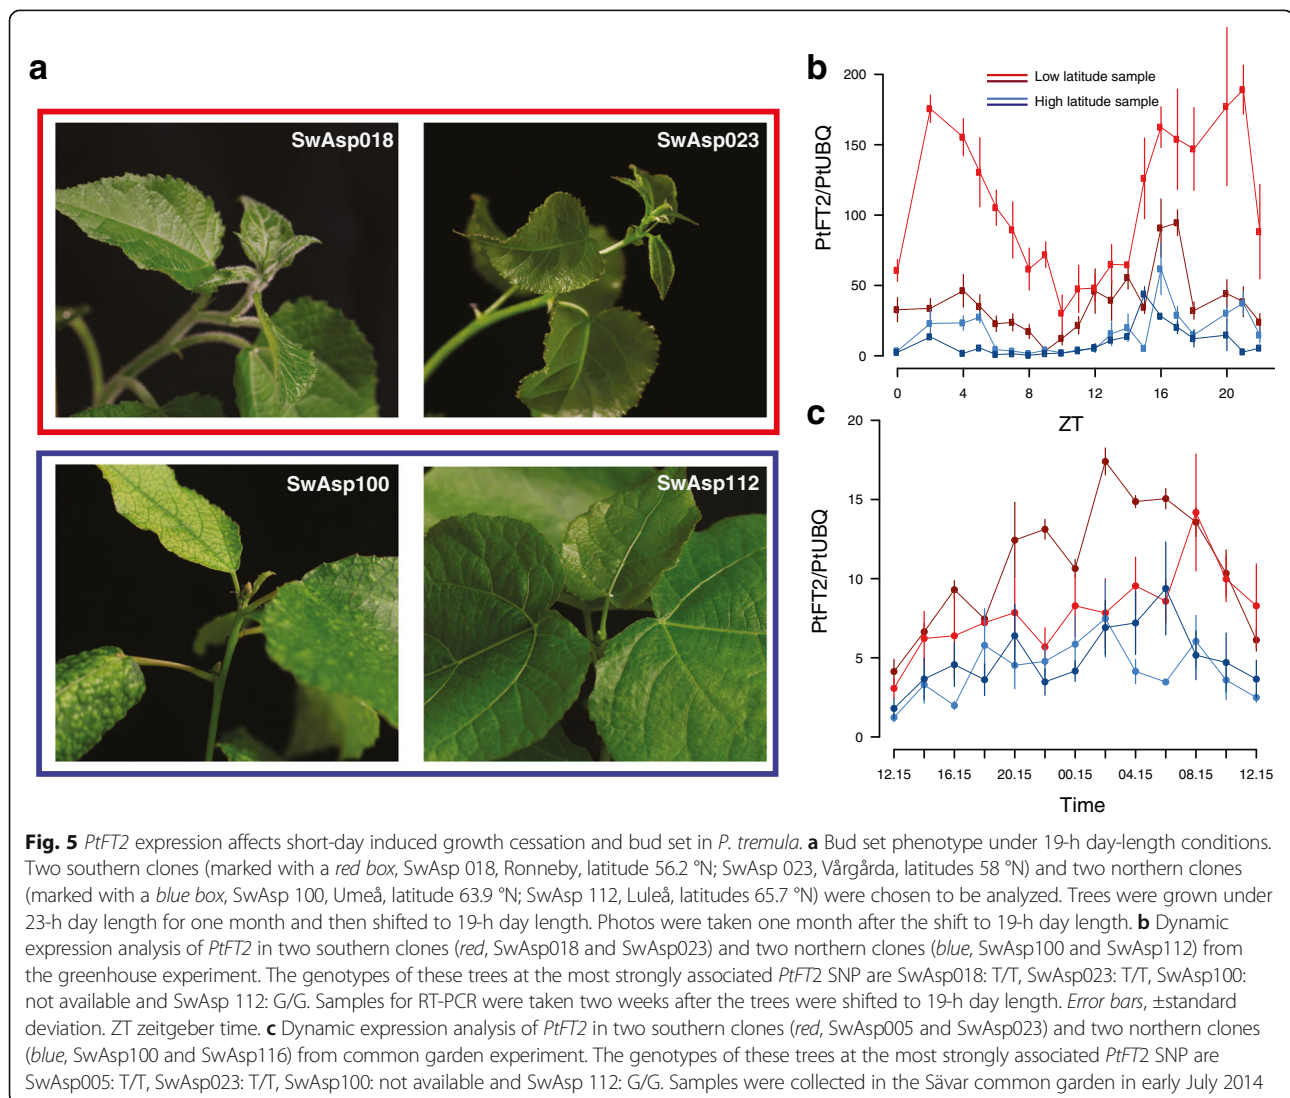 a
SwAsp018
SwAsp023
SwAsp100
SwAsp112
b
PtFT2/PtUBQ
200
150
100
50
0
Low latitude sample
High latitude sample
0 4 8 12 16 20
ZT
c
PtFT2/PtUBQ
20
15
10
5
0
12.15 16.15 20.15 00.15 04.15 08.15 12.15
Time
Fig. 5 PtFT2 expression affects short-day induced growth cessation and bud set in P. tremula. a Bud set phenotype under 19-h day-length conditions.
Two southern clones (marked with a red box, SwAsp 018, Ronneby, latitude 56.2 °N; SwAsp 023, Vårgårda, latitudes 58 °N) and two northern clones
(marked with a blue box, SwAsp 100, Umeå, latitude 63.9 °N; SwAsp 112, Luleå, latitudes 65.7 °N) were chosen to be analyzed. Trees were grown under
23-h day length for one month and then shifted to 19-h day length. Photos were taken one month after the shift to 19-h day length. b Dynamic
expression analysis of PtFT2 in two southern clones (red, SwAsp018 and SwAsp023) and two northern clones (blue, SwAsp100 and SwAsp112) from
the greenhouse experiment. The genotypes of these trees at the most strongly associated PtFT2 SNP are SwAsp018: T/T, SwAsp023: T/T, SwAsp100:
not available and SwAsp 112: G/G. Samples for RT-PCR were taken two weeks after the trees were shifted to 19-h day length. Error bars, ±standard
deviation. ZT zeitgeber time. c Dynamic expression analysis of PtFT2 in two southern clones (red, SwAsp005 and SwAsp023) and two northern clones
(blue, SwAsp100 and SwAsp116) from common garden experiment. The genotypes of these trees at the most strongly associated PtFT2 SNP are
SwAsp005: T/T, SwAsp023: T/T, SwAsp100: not available and SwAsp 112: G/G. Samples were collected in the Sävar common garden in early July 2014